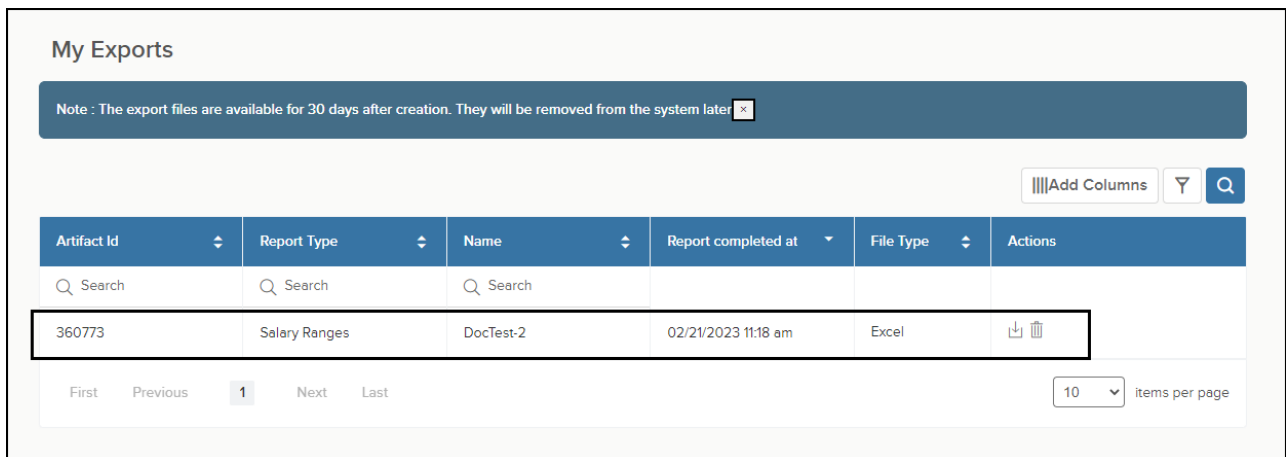 My Exports
Note : The export files are available for 30 days after creation. They will be removed from the system later ×
Add Columns
Artifact Id Report Type Name Report completed at File Type Actions
Search Search Search
360773 Salary Ranges DocTest-2 02/21/2023 11:18 am Excel
First Previous 1 Next Last 10 items per page